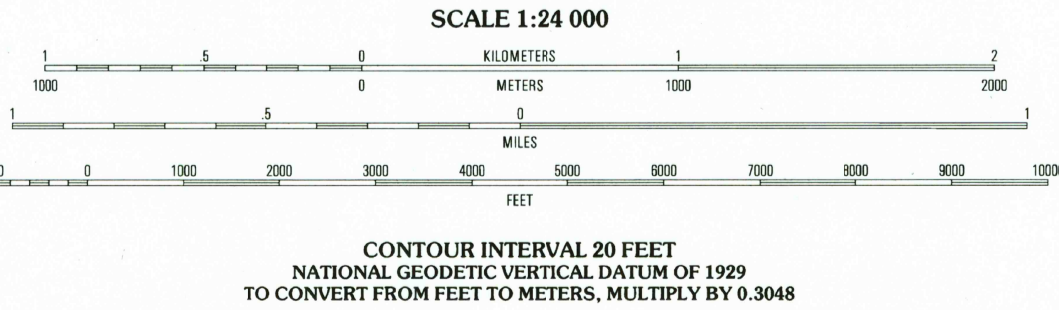 SCALE 1:24 000
1 .5 0 KILOMETERS 1 2
1000 0 METERS 1000 2000
1 .5 0 1
MILES
0 0 1000 2000 3000 4000 5000 6000 7000 8000 9000 1000
FEET
CONTOUR INTERVAL 20 FEET
NATIONAL GEODETIC VERTICAL DATUM OF 1929
TO CONVERT FROM FEET TO METERS, MULTIPLY BY 0.3048